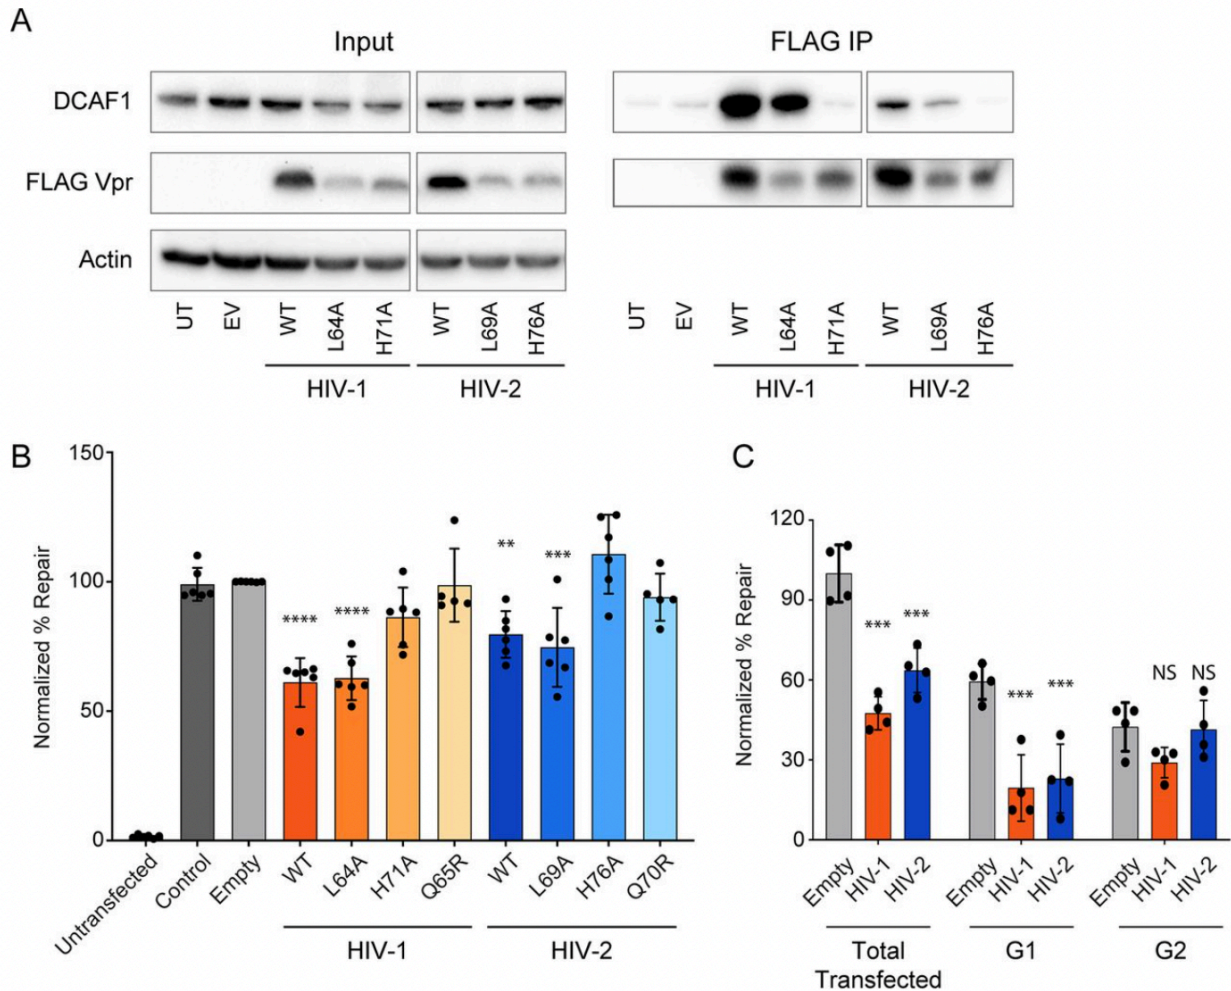 A
Input
FLAG IP
DCAF1
FLAG Vpr
Actin
UT
EV
WT
L64A
H71A
WT
L69A
H76A
UT
EV
WT
L64A
H71A
WT
L69A
H76A
HIV-1
HIV-2
HIV-1
HIV-2
B
Normalized % Repair
150
100
50
0
****
****
**
***
Untransfected
Control
Empty
WT
L64A
H71A
Q65R
WT
L69A
H76A
Q70R
HIV-1
HIV-2
C
Normalized % Repair
120
90
60
30
0
***
***
***
***
NS
NS
Empty
HIV-1
HIV-2
Empty
HIV-1
HIV-2
Empty
HIV-1
HIV-2
Total
Transfected
G1
G2